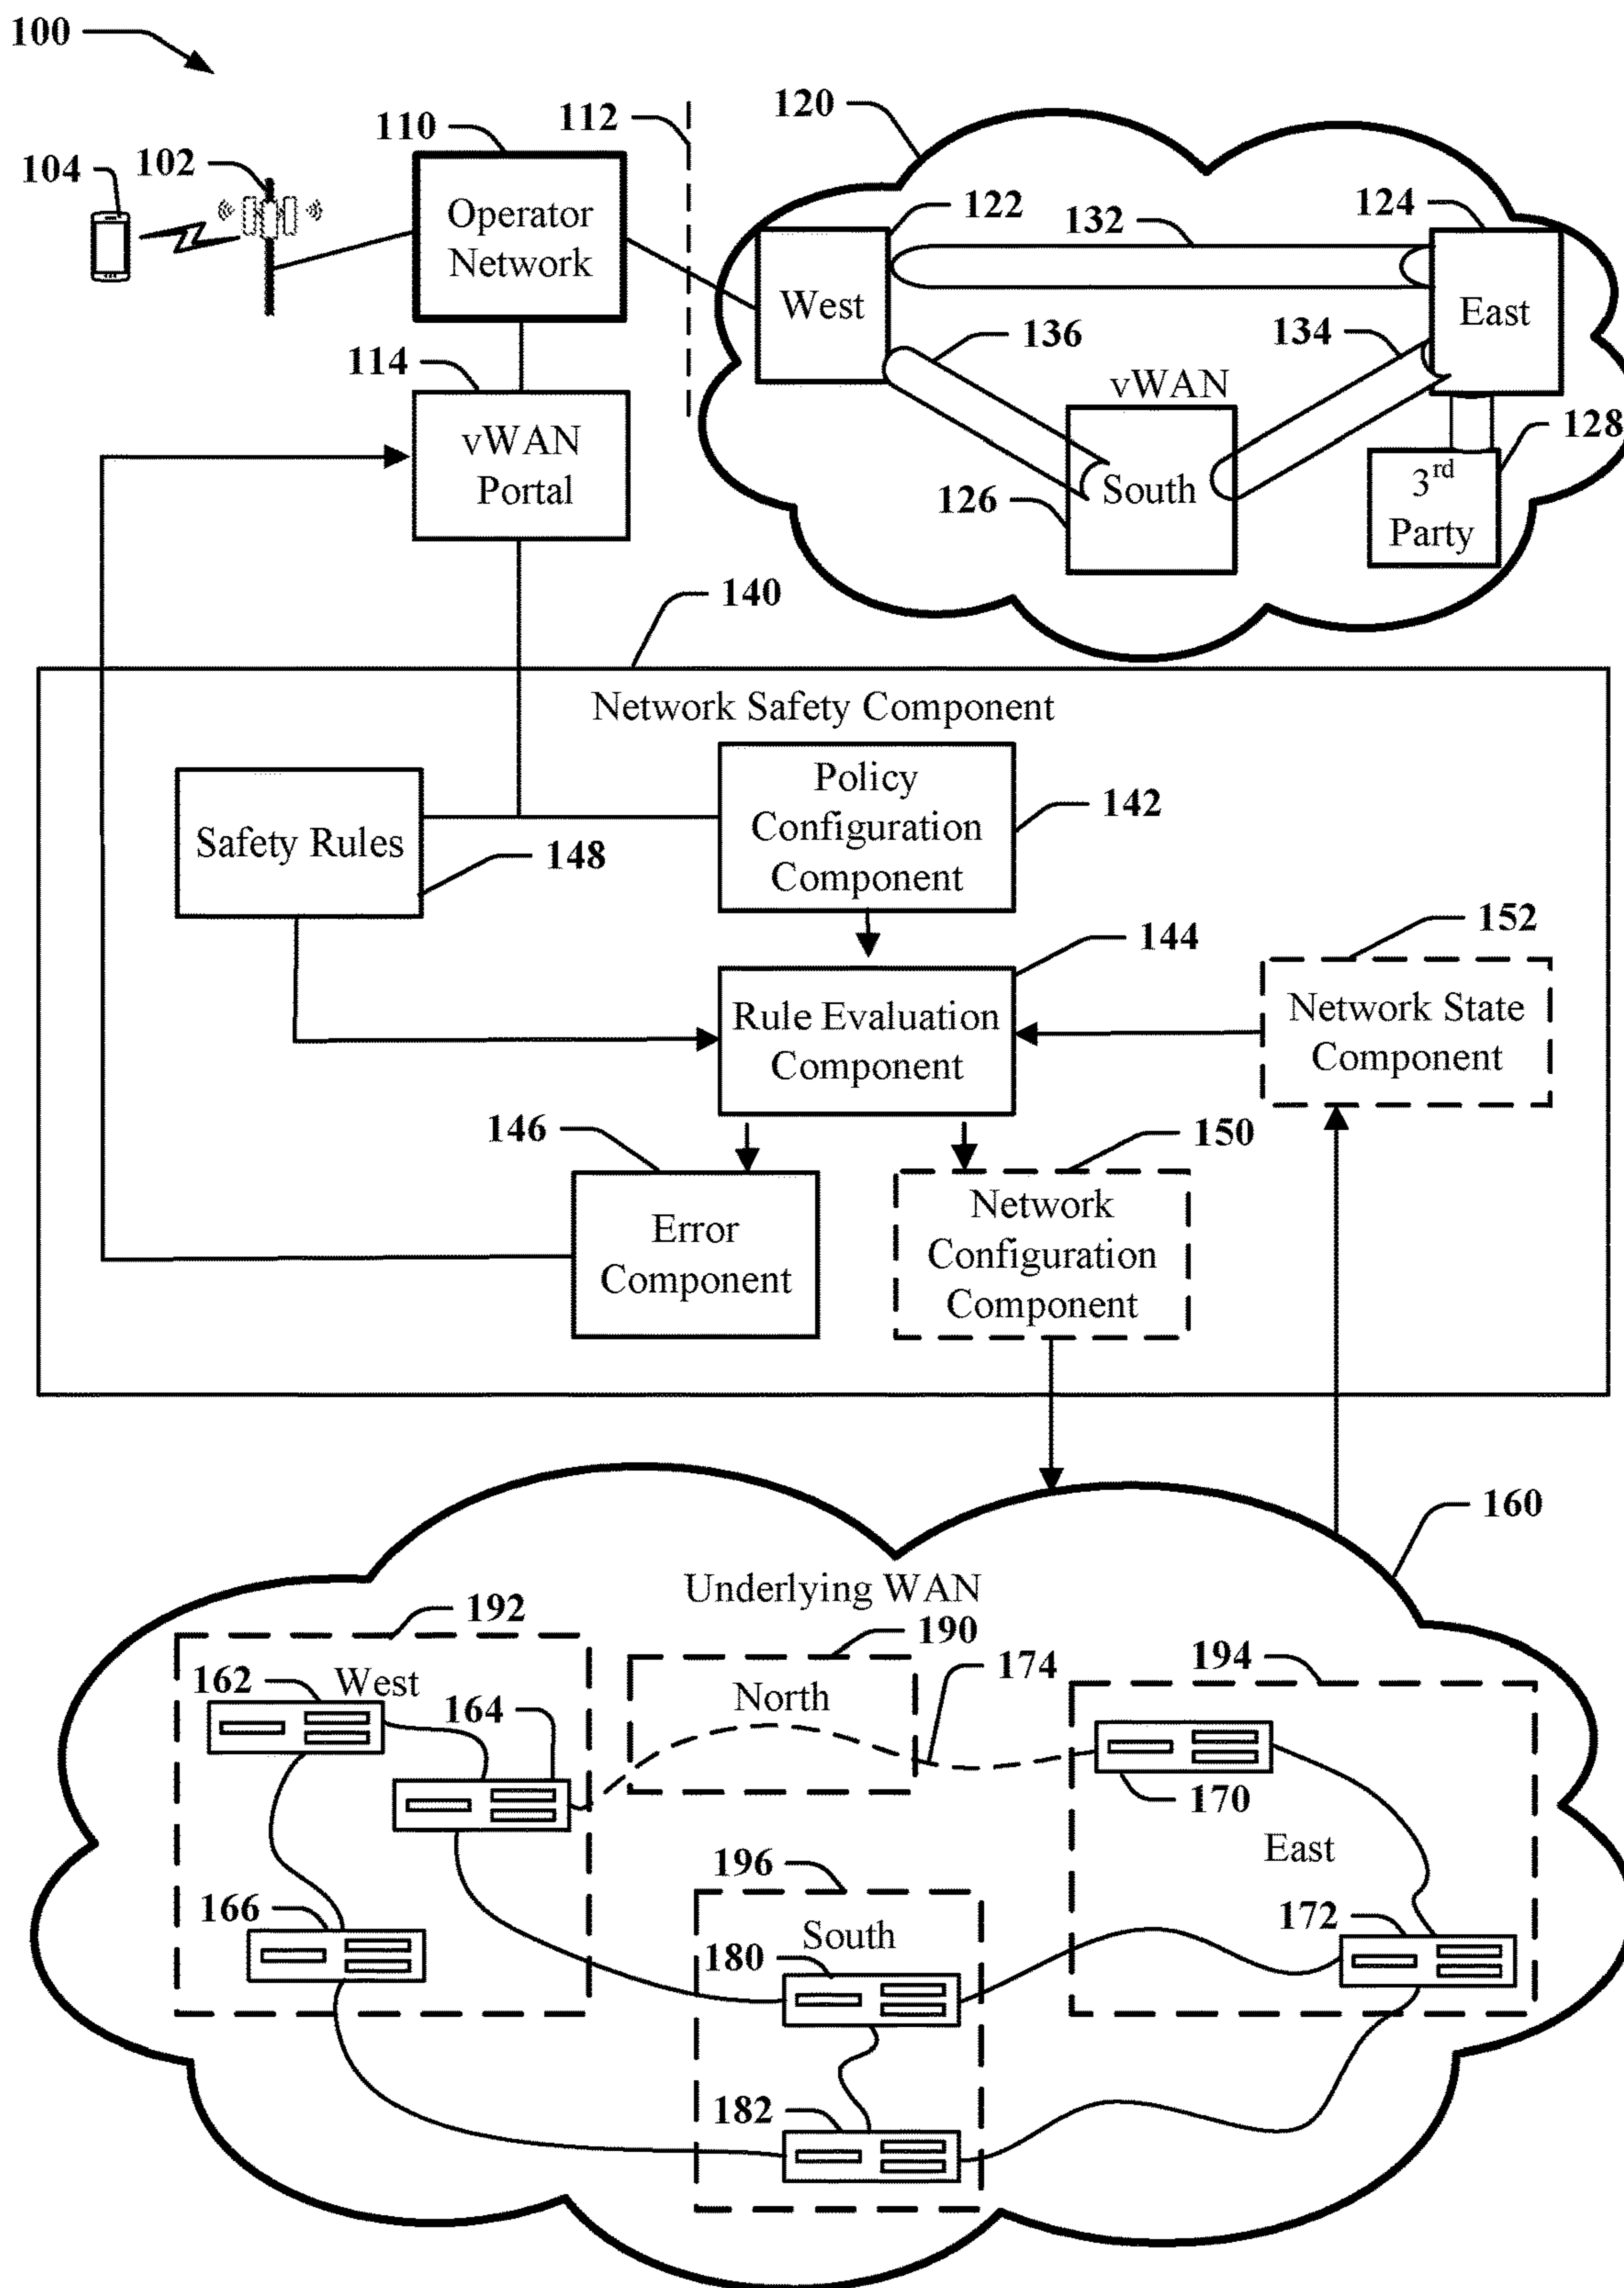 100
104
102
110
112
120
Operator
Network
122
132
124
West
East
136
134
114
vWAN
Portal
vWAN
126
South
128
3rd
Party
140
Network Safety Component
Safety Rules
148
Policy
Configuration
Component
142
144
152
Rule Evaluation
Component
Network State
Component
146
150
Error
Component
Network
Configuration
Component
160
Underlying WAN
192
190
174
194
162
West
164
North
170
East
166
196
South
172
180
182